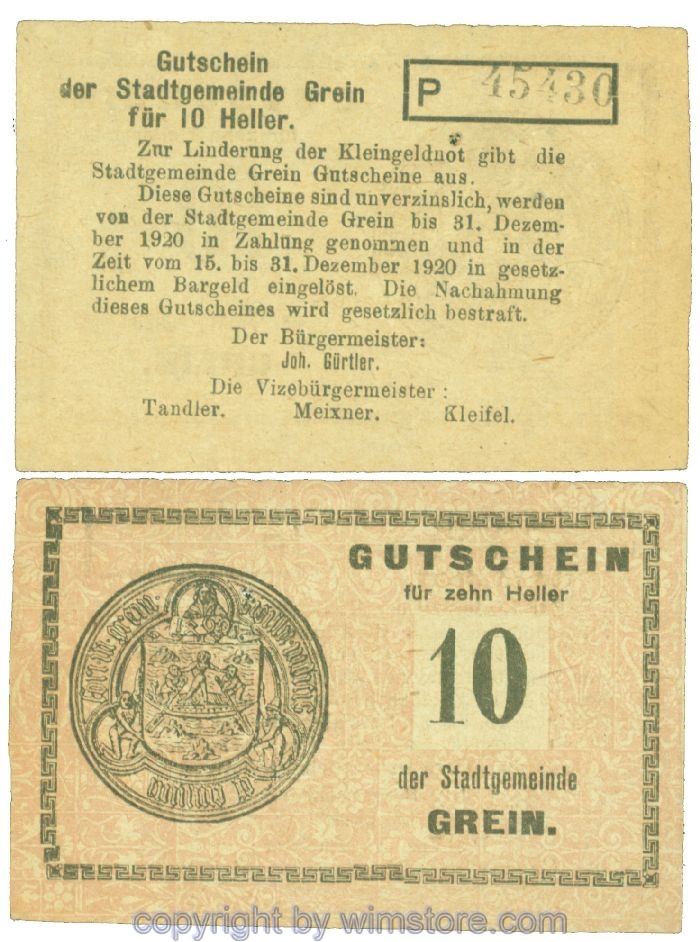 Gutschein
der Stadtgemeinde Grein
für 10 Heller.
P 45430
Zur Linderung der Kleingeldnot gibt die
Stadtgemeinde Grein Gutscheine aus.
Diese Gutscheine sind unverzinslich, werden
von der Stadtgemeinde Grein bis 31. Dezem-
ber 1920 in Zahlung genommen und in der
Zeit vom 15. bis 31. Dezember 1920 in gesetz-
lichem Bargeld eingelöst. Die Nachahmung
dieses Gutscheines wird gesetzlich bestraft.
Der Bürgermeister:
Joh. Gürtler.
Die Vizebürgermeister :
Tandler. Meixner. Kleifel.
GUTSCHEIN
für zehn Heller
10
der Stadtgemeinde
GREIN.
copyright by wimstore.com